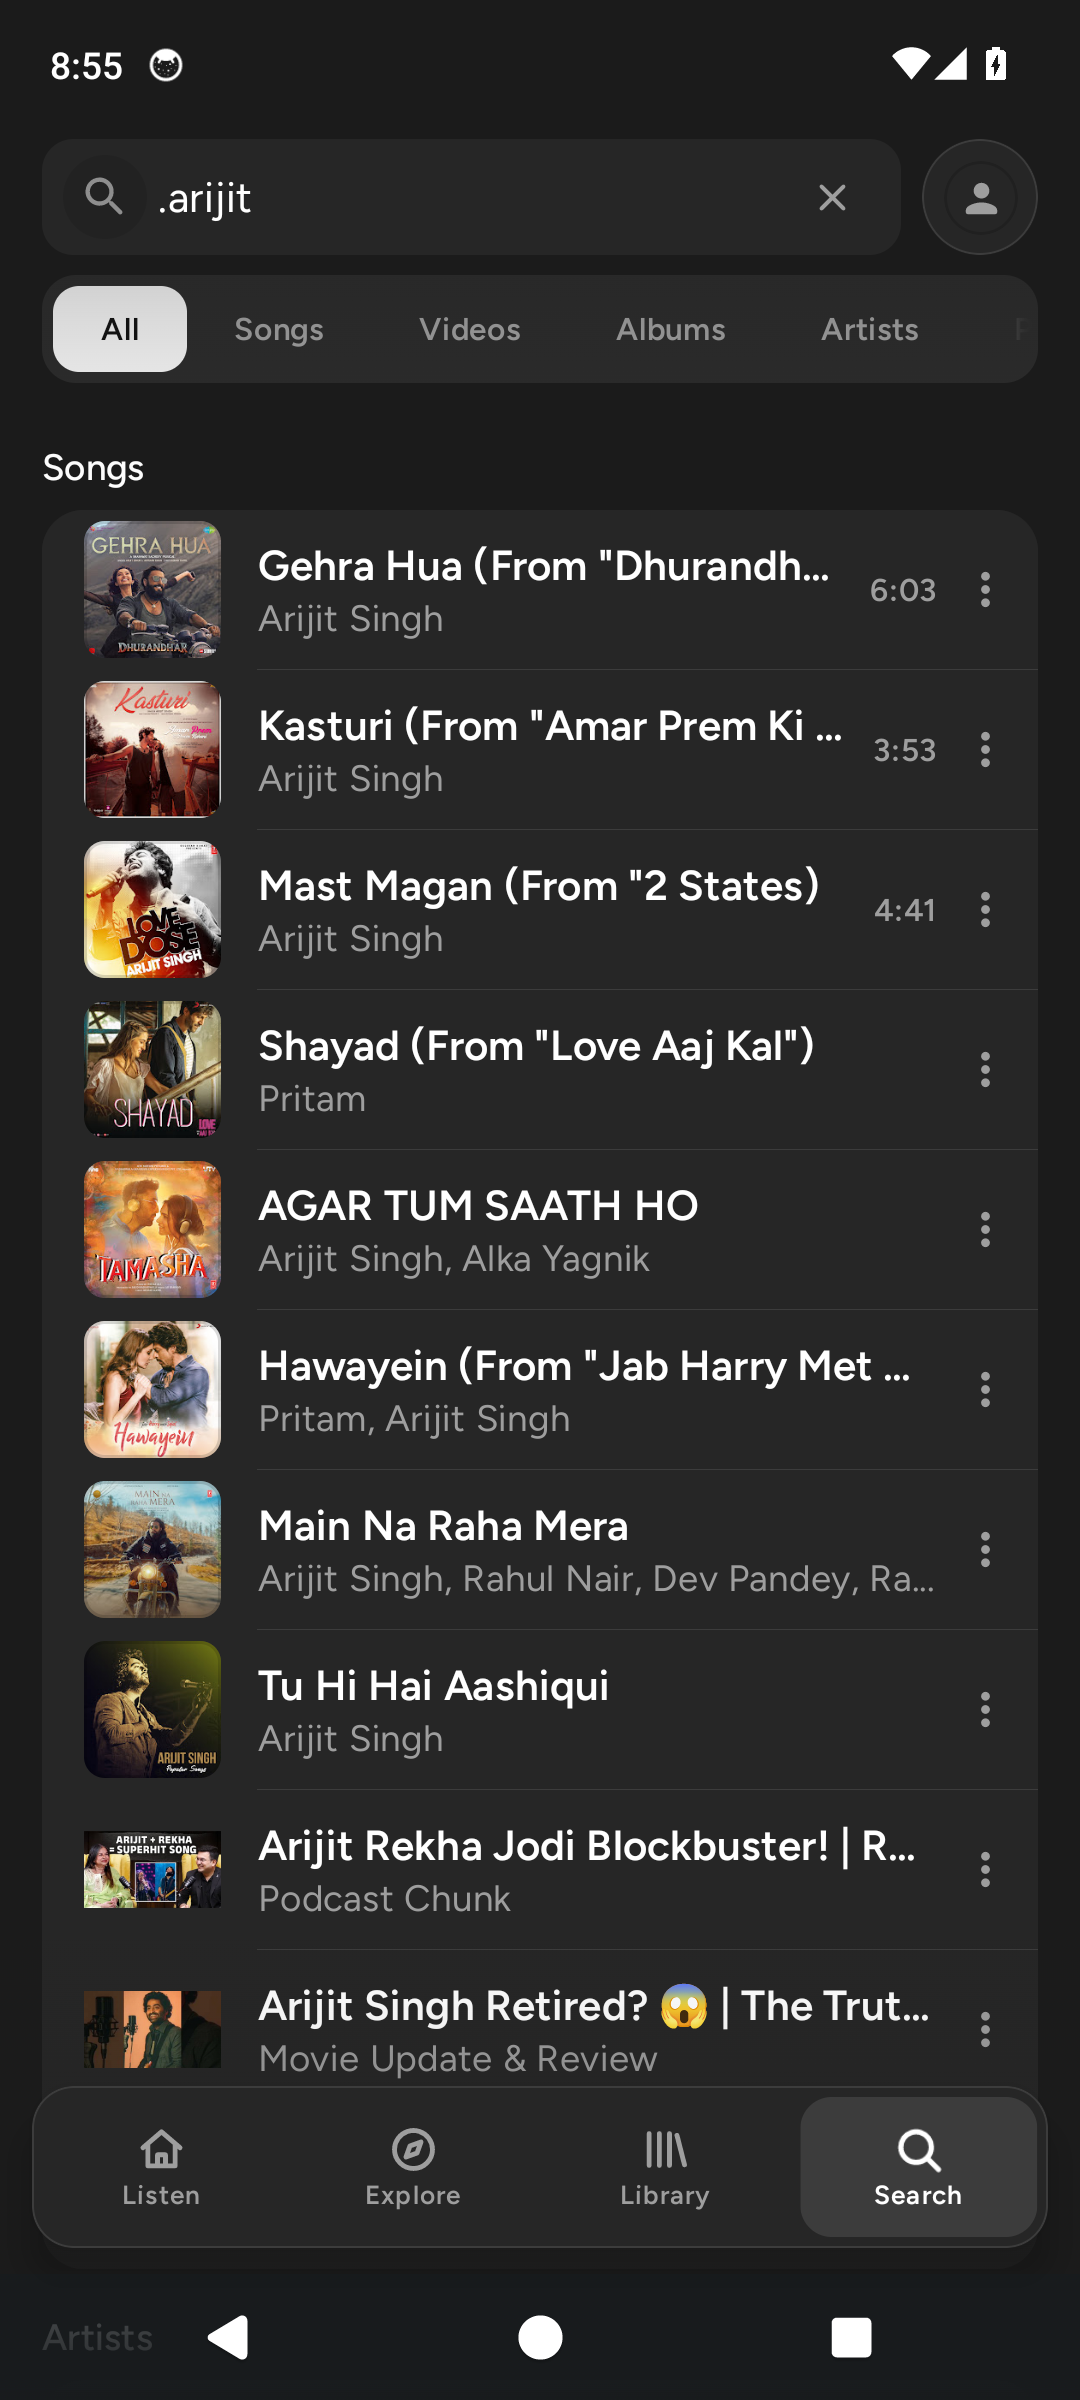 8:55
.arijit
All Songs Videos Albums Artists
Songs
GEHRA HUA
DHURANDHAR
Gehra Hua (From "Dhurandh...
Arijit Singh
6:03
Kasturi
Kasturi (From "Amar Prem Ki ...
Arijit Singh
3:53
LOVE
DOSE
ARIJIT SINGH
Mast Magan (From "2 States)
Arijit Singh
4:41
SHAYAD
LOVE
Shayad (From "Love Aaj Kal")
Pritam
TAMASHA
AGAR TUM SAATH HO
Arijit Singh, Alka Yagnik
Hawayein
Hawayein (From "Jab Harry Met ...
Pritam, Arijit Singh
MAIN NA
RAHA MERA
Main Na Raha Mera
Arijit Singh, Rahul Nair, Dev Pandey, Ra...
ARIJIT SINGH
Popular Songs
Tu Hi Hai Aashiqui
Arijit Singh
ARIJIT + REKHA
= SUPERHIT SONG
Arijit Rekha Jodi Blockbuster! | R...
Podcast Chunk
Arijit Singh Retired? 😱 | The Trut...
Movie Update & Review
Listen Explore Library Search
Artists